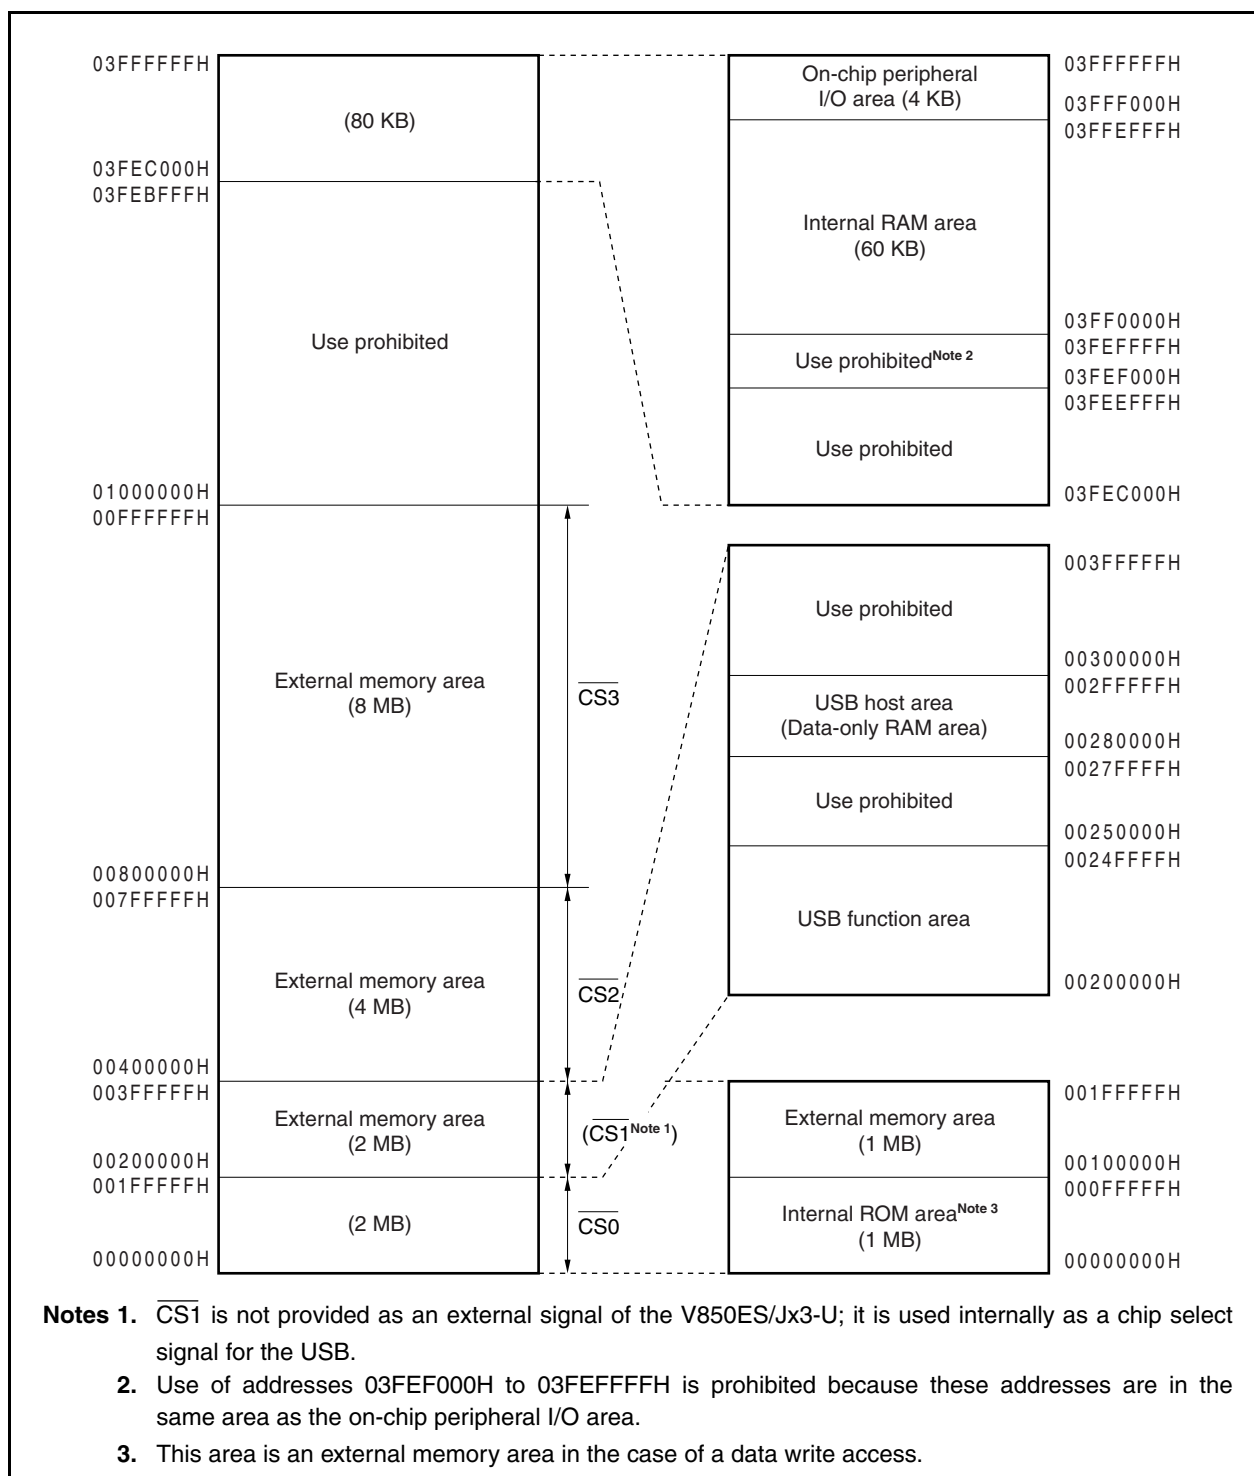 03FFFFFFH
(80 KB)
03FEC000H
03FEBFFFH
Use prohibited
01000000H
00FFFFFFH
External memory area
(8 MB)
CS3
00800000H
007FFFFFH
External memory area
(4 MB)
CS2
00400000H
003FFFFFH
External memory area
(2 MB)
(CS1Note 1)
00200000H
001FFFFFH
(2 MB)
CS0
00000000H
On-chip peripheral
I/O area (4 KB)
03FFFFFFH
03FFF000H
03FFEFFFH
Internal RAM area
(60 KB)
03FF0000H
03FEFFFFH
Use prohibitedNote 2
03FEF000H
03FEEFFFH
Use prohibited
03FEC000H
003FFFFFH
Use prohibited
00300000H
002FFFFFH
USB host area
(Data-only RAM area)
00280000H
0027FFFFH
Use prohibited
00250000H
0024FFFFH
USB function area
00200000H
001FFFFFH
External memory area
(1 MB)
00100000H
000FFFFFH
Internal ROM areaNote 3
(1 MB)
00000000H
Notes 1. CS1 is not provided as an external signal of the V850ES/Jx3-U; it is used internally as a chip select
signal for the USB.
2. Use of addresses 03FEF000H to 03FEFFFFH is prohibited because these addresses are in the
same area as the on-chip peripheral I/O area.
3. This area is an external memory area in the case of a data write access.